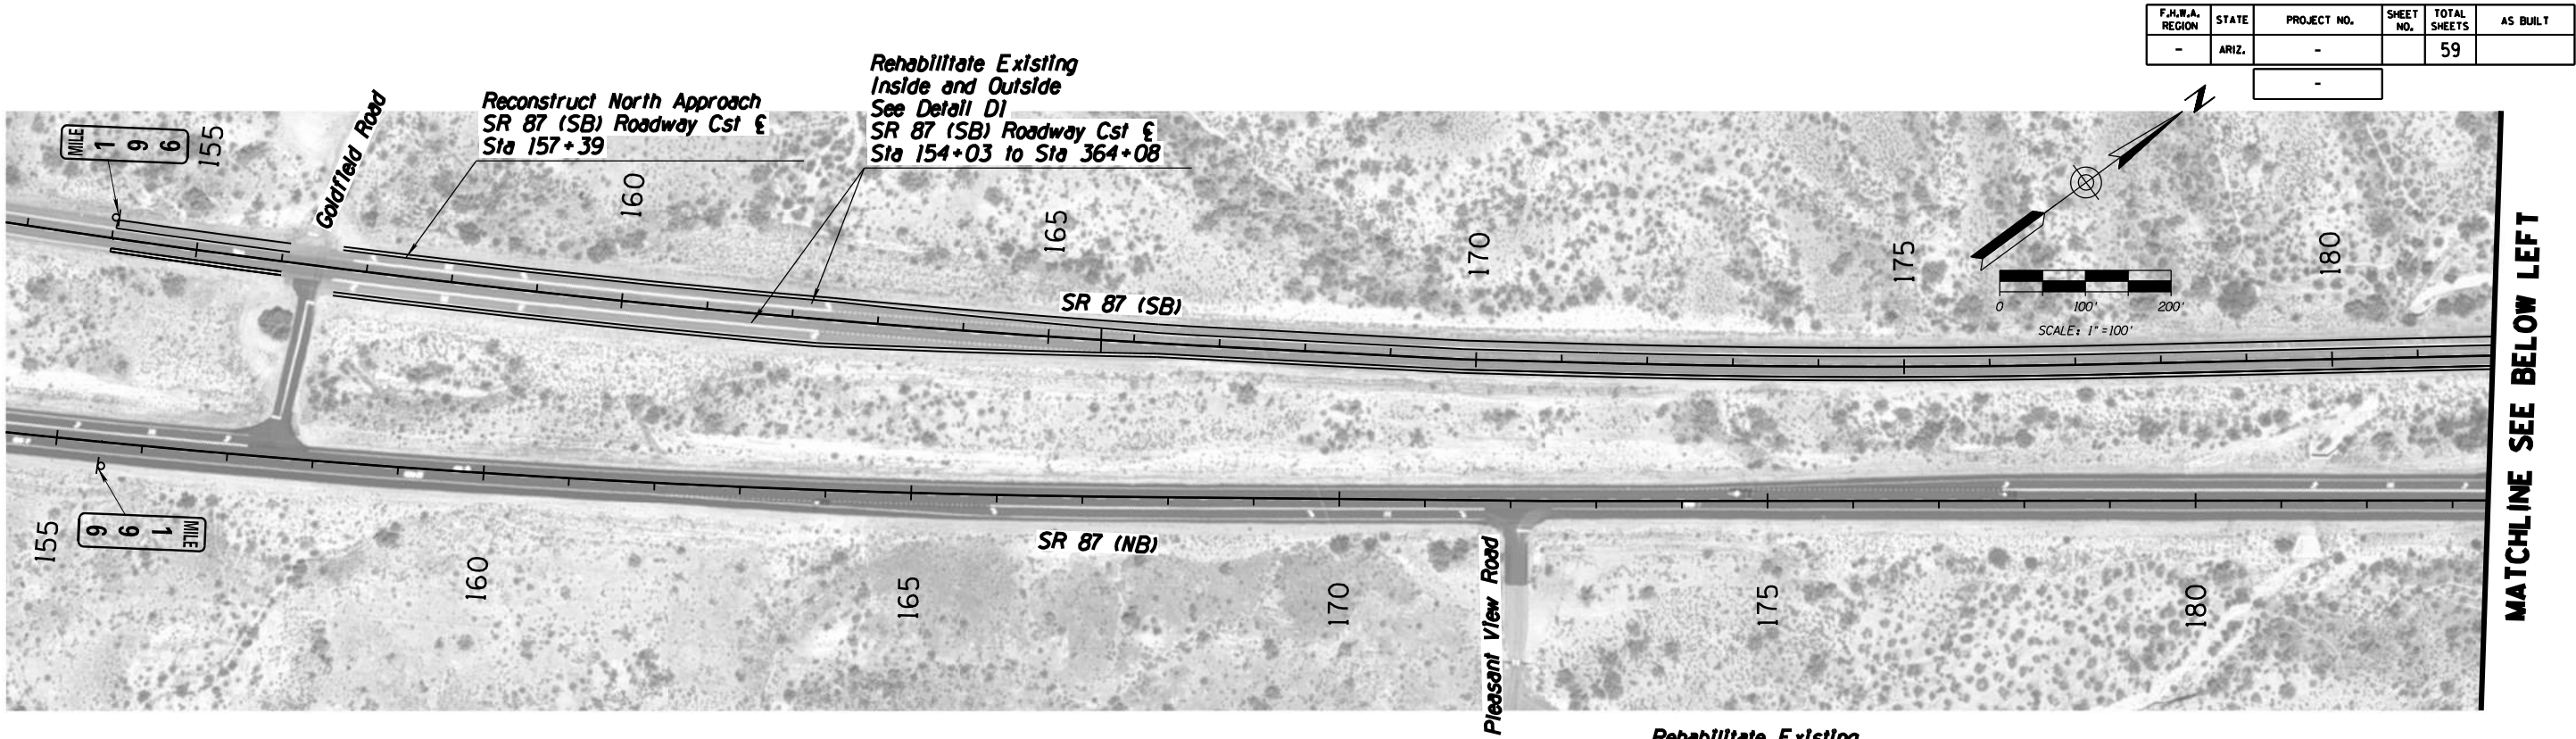 F.H.W.A. REGION STATE PROJECT NO. SHEET NO. TOTAL SHEETS AS BUILT
- ARIZ. - 59
-
Rehabilitate Existing
Inside and Outside
See Detail D1
SR 87 (SB) Roadway Cst ℄
Sta 154+03 to Sta 364+08
Reconstruct North Approach
SR 87 (SB) Roadway Cst ℄
Sta 157+39
Goldfield Road
MILE 196
155
160
165
170
175
180
N
0 100' 200'
SCALE: 1" =100'
SR 87 (SB)
MATCHLINE SEE BELOW LEFT
MILE 196
SR 87 (NB)
155
160
165
170
175
180
Pleasant View Road
Rehabilitate Existing